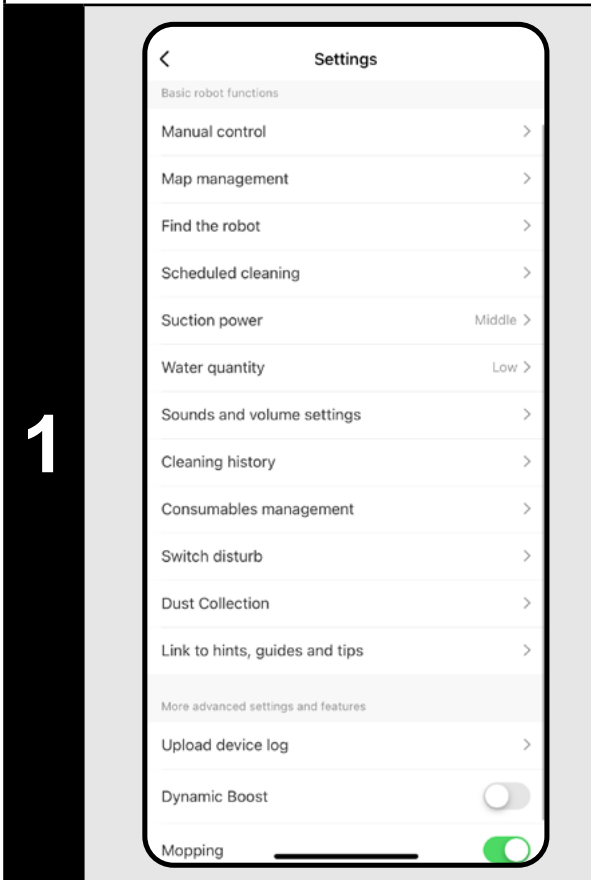 1
Settings
Basic robot functions
Manual control
Map management
Find the robot
Scheduled cleaning
Suction power Middle
Water quantity Low
Sounds and volume settings
Cleaning history
Consumables management
Switch disturb
Dust Collection
Link to hints, guides and tips
More advanced settings and features
Upload device log
Dynamic Boost
Mopping